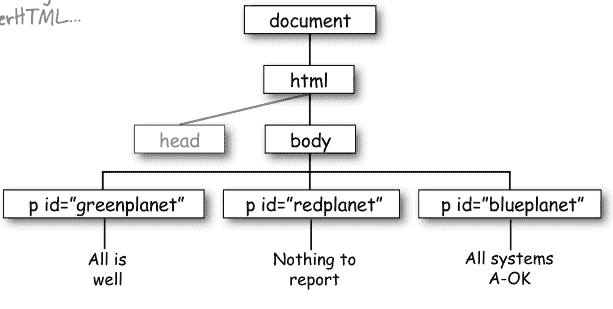 erHTML...
document
html
head
body
p id="greenplanet"
p id="redplanet"
p id="blueplanet"
All is
well
Nothing to
report
All systems
A-OK